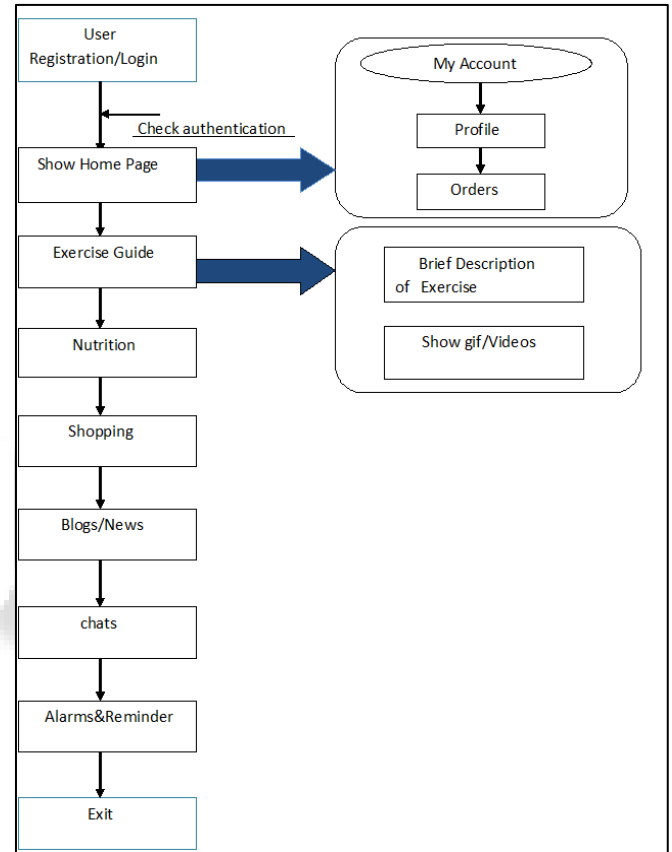 User
Registration/Login
Check authentication
Show Home Page
My Account
Profile
Orders
Exercise Guide
Brief Description
of Exercise
Show gif/Videos
Nutrition
Shopping
Blogs/News
chats
Alarms&Reminder
Exit